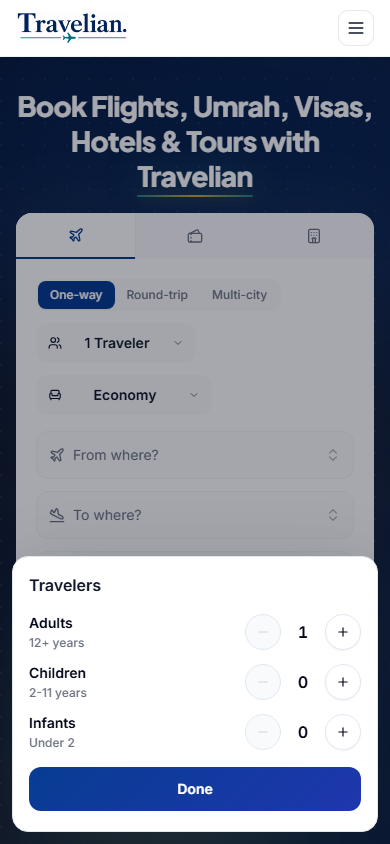 Travelian.
Book Flights, Umrah, Visas,
Hotels & Tours with
Travelian
One-way Round-trip Multi-city
1 Traveler
Economy
From where?
To where?
Travelers
Adults
12+ years
1
Children
2-11 years
0
Infants
Under 2
0
Done